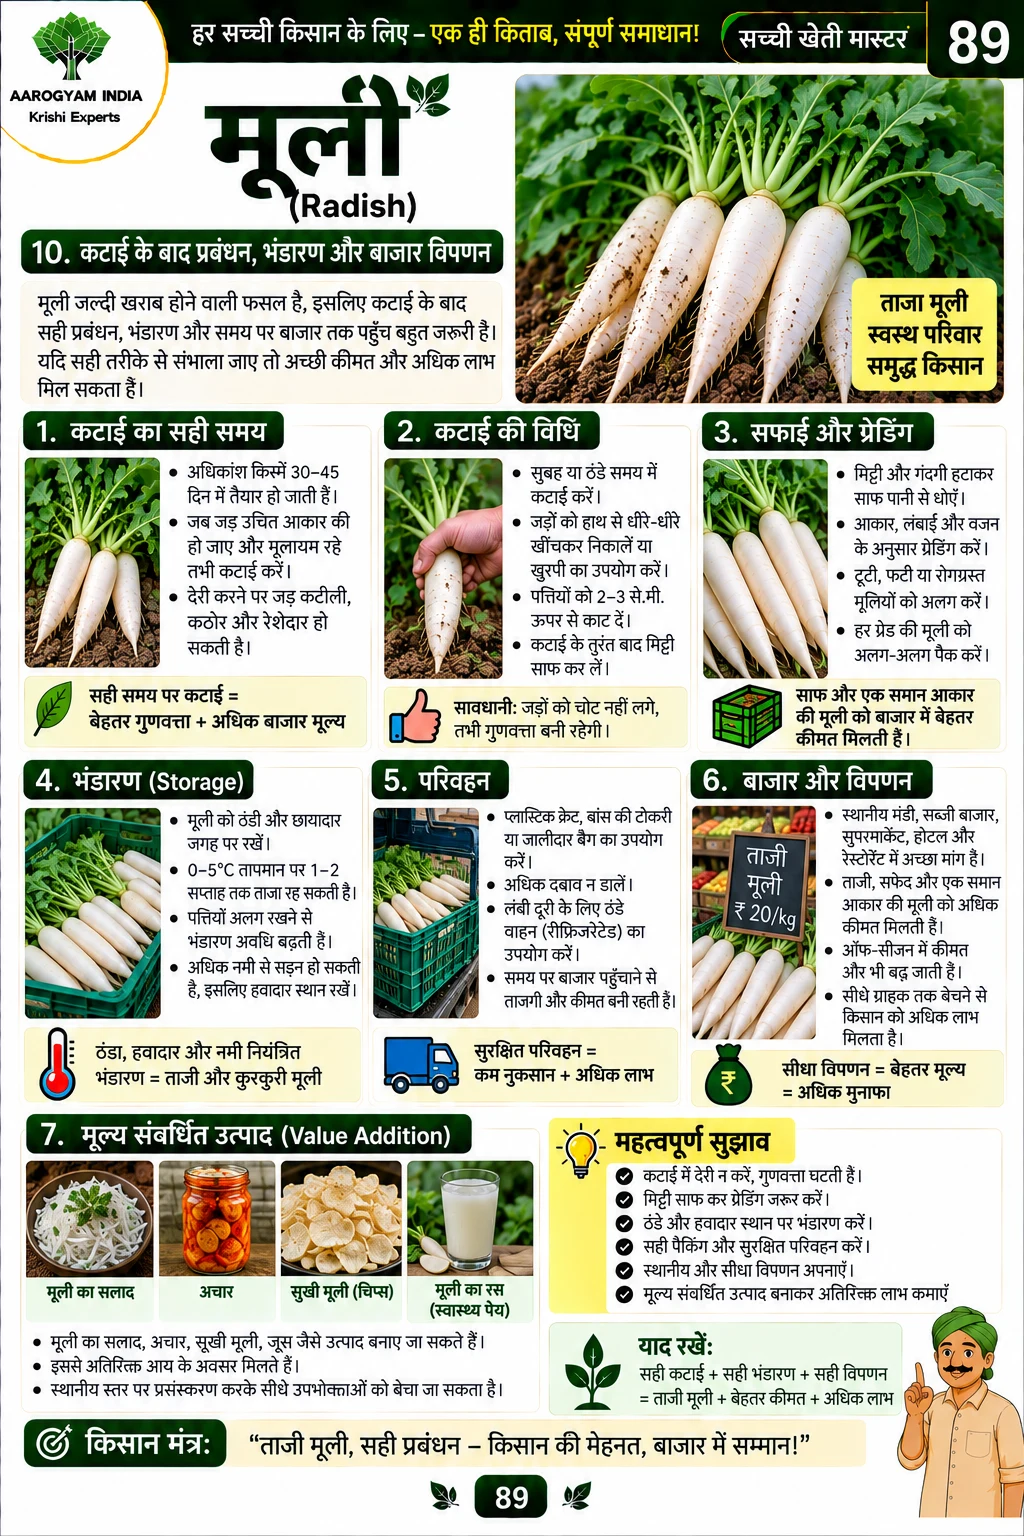 AAROGYAM INDIA
Krishi Experts
हर सच्ची किसान के लिए – एक ही किताब, संपूर्ण समाधान!
सच्ची खेती मास्टर
89
मूली
(Radish)
10. कटाई के बाद प्रबंधन, भंडारण और बाजार विपणन
मूली जल्दी खराब होने वाली फसल है, इसलिए कटाई के बाद
सही प्रबंधन, भंडारण और समय पर बाजार तक पहुँच बहुत जरूरी है।
यदि सही तरीके से संभाला जाए तो अच्छी कीमत और अधिक लाभ
मिल सकता हैं।
ताजा मूली
स्वस्थ परिवार
समुद्ध किसान
1. कटाई का सही समय
• अधिकांश किस्में 30–45
दिन में तैयार हो जाती हैं।
• जब जड़ उचित आकार की
हो जाए और मूलायम रहे
तभी कटाई करें।
• देरी करने पर जड़ कटीली,
कठोर और रेशेदार हो
सकती है।
सही समय पर कटाई =
बेहतर गुणवत्ता + अधिक बाजार मूल्य
2. कटाई की विधि
• सुबह या ठंडे समय में
कटाई करें।
• जड़ों को हाथ से धीरे-धीरे
खींचकर निकालें या
खुरपी का उपयोग करें।
• पत्तियों को 2–3 से.मी.
ऊपर से काट दें।
• कटाई के तुरंत बाद मिट्टी
साफ कर लें।
सावधानी: जड़ों को चोट नहीं लगे,
तभी गुणवत्ता बनी रहेगी।
3. सफाई और ग्रेडिंग
• मिट्टी और गंदगी हटाकर
साफ पानी से धोएँ।
• आकार, लंबाई और वजन
के अनुसार ग्रेडिंग करें।
• टूटी, फटी या रोगग्रस्त
मूलियों को अलग करें।
• हर ग्रेड की मूली को
अलग-अलग पैक करें।
साफ और एक समान आकार
की मूली को बाजार में बेहतर
कीमत मिलती हैं।
4. भंडारण (Storage)
• मूली को ठंडी और छायादार
जगह पर रखें।
• 0–5°C तापमान पर 1–2
सप्ताह तक ताजा रह सकती है।
• पत्तियों अलग रखने से
भंडारण अवधि बढ़ती हैं।
• अधिक नमी से सड़न हो सकती
है, इसलिए हवादार स्थान रखें।
ठंडा, हवादार और नमी नियंत्रित
भंडारण = ताजी और कुरकुरी मूली
5. परिवहन
• प्लास्टिक क्रेट, बांस की टोकरी
या जालीदार बैग का उपयोग
करें।
• अधिक दबाव न डालें।
• लंबी दूरी के लिए ठंडे
वाहन (रीफ्रिजरेटेड) का
उपयोग करें।
• समय पर बाजार पहुँचाने से
ताजगी और कीमत बनी रहती हैं।
सुरक्षित परिवहन =
कम नुकसान + अधिक लाभ
6. बाजार और विपणन
ताजी
मूली
₹ 20/kg
• स्थानीय मंडी, सब्जी बाजार,
सुपरमार्केट, होटल और
रेस्टोरेंट में अच्छा मांग है।
• ताजी, सफेद और एक समान
आकार की मूली को अधिक
कीमत मिलती हैं।
• ऑफ-सीजन में कीमत
और भी बढ़ जाती हैं।
• सीधे ग्राहक तक बेचने से
किसान को अधिक लाभ
मिलता है।
सीधा विपणन = बेहतर मूल्य
= अधिक मुनाफा
7. मूल्य संबर्धित उत्पाद (Value Addition)
मूली का सलाद
अचार
सुखी मूली (चिप्स)
मूली का रस
(स्वास्थ्य पेय)
• मूली का सलाद, अचार, सूखी मूली, जूस जैसे उत्पाद बनाए जा सकते हैं।
• इससे अतिरिक्त आय के अवसर मिलते हैं।
• स्थानीय स्तर पर प्रसंस्करण करके सीधे उपभोक्ताओं को बेचा जा सकता है।
महत्वपूर्ण सुझाव
कटाई में देरी न करें, गुणवत्ता घटती हैं।
मिट्टी साफ कर ग्रेडिंग जरूर करें।
ठंडे और हवादार स्थान पर भंडारण करें।
सही पैकिंग और सुरक्षित परिवहन करें।
स्थानीय और सीधा विपणन अपनाएँ।
मूल्य संवर्धित उत्पाद बनाकर अतिरिक्त लाभ कमाएँ
याद रखें:
सही कटाई + सही भंडारण + सही विपणन
= ताजी मूली + बेहतर कीमत + अधिक लाभ
किसान मंत्र:
“ताजी मूली, सही प्रबंधन – किसान की मेहनत, बाजार में सम्मान!”
89